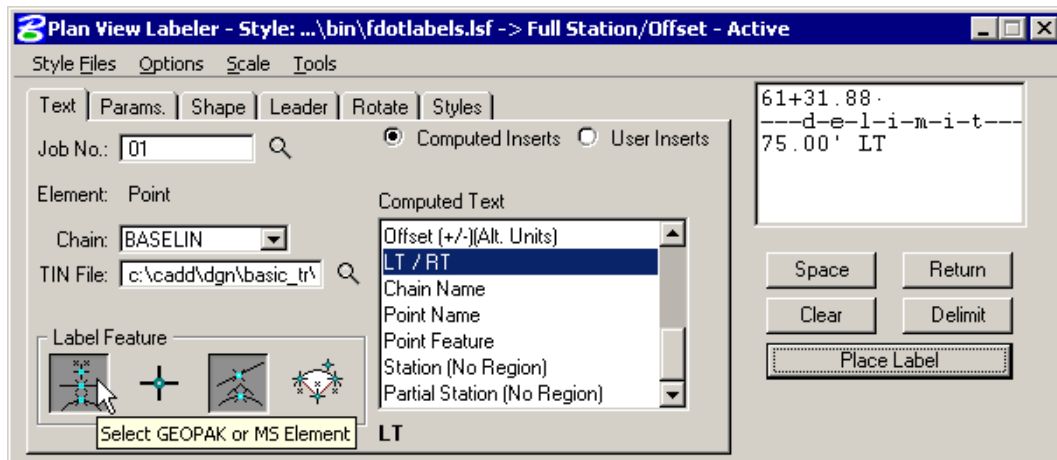 Plan View Labeler - Style: ...\bin\fdotlabels.lsf -> Full Station/Offset - Active
Style Files Options Scale Tools
Text Params. Shape Leader Rotate Styles
Job No.: 01
Computed Inserts User Inserts
Element: Point
Chain: BASELIN
TIN File: c:\cadd\dgn\basic_tr\
Computed Text
Offset (+/-)(Alt. Units)
LT / RT
Chain Name
Point Name
Point Feature
Station (No Region)
Partial Station (No Region)
LT
Label Feature
Select GEOPAK or MS Element
61+31.88.
---d-e-l-i-m-i-t---
75.00' LT
Space Return
Clear Delimit
Place Label